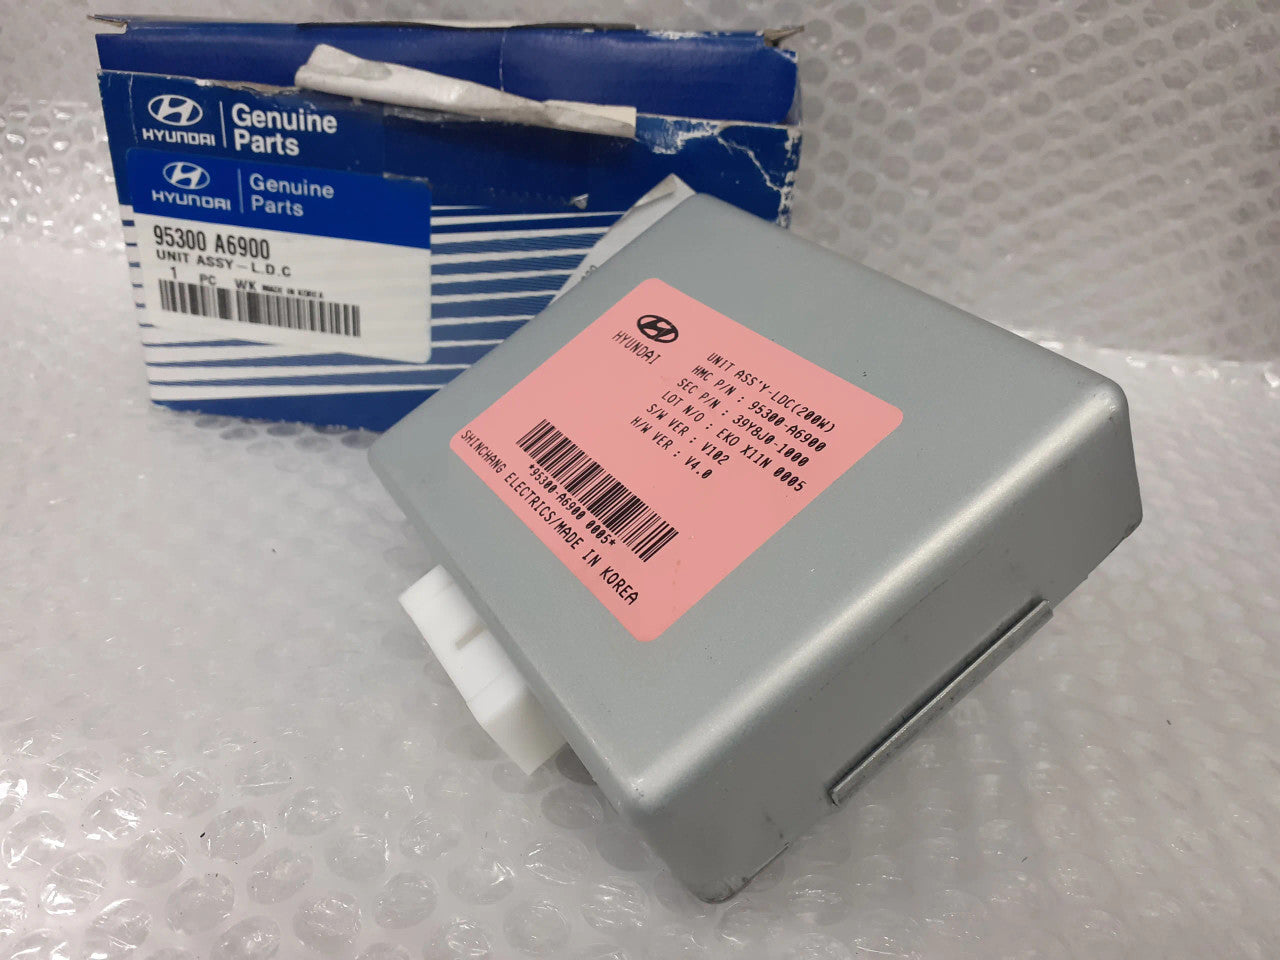 HYUNDAI
Genuine
Parts
HYUNDAI
Genuine
Parts
95300 A6900
UNIT ASSY-L.D.C
1 PC WK MADE IN KOREA
HYUNDAI
UNIT ASS'Y-LDC(200W)
HMC P/N : 95300-A6900
SEC P/N : 39Y8J0-1000
LOT N/O : EKO X11N 0005
S/W VER : V102
H/W VER : V4.0
*95300-A6900 0005*
SHINCHANG ELECTRICS/MADE IN KOREA